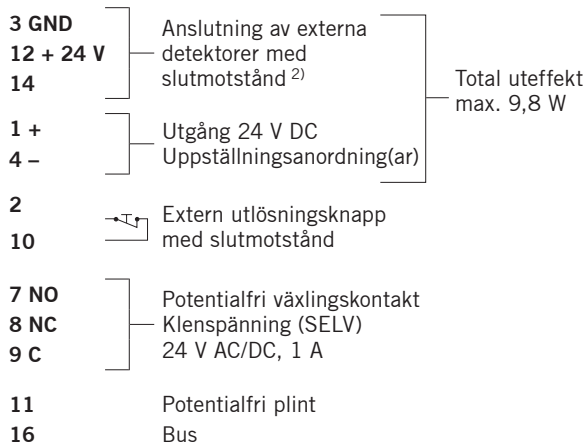 3 GND
12 + 24 V
14
Anslutning av externa
detektorer med
slutmotstånd 2)
1 +
4 –
Utgång 24 V DC
Uppställningsanordning(ar)
Total uteffekt
max. 9,8 W
2
10
Extern utlösningsknapp
med slutmotstånd
7 NO
8 NC
9 C
Potentialfri växlingskontakt
Klenspänning (SELV)
24 V AC/DC, 1 A
11 Potentialfri plint
16 Bus